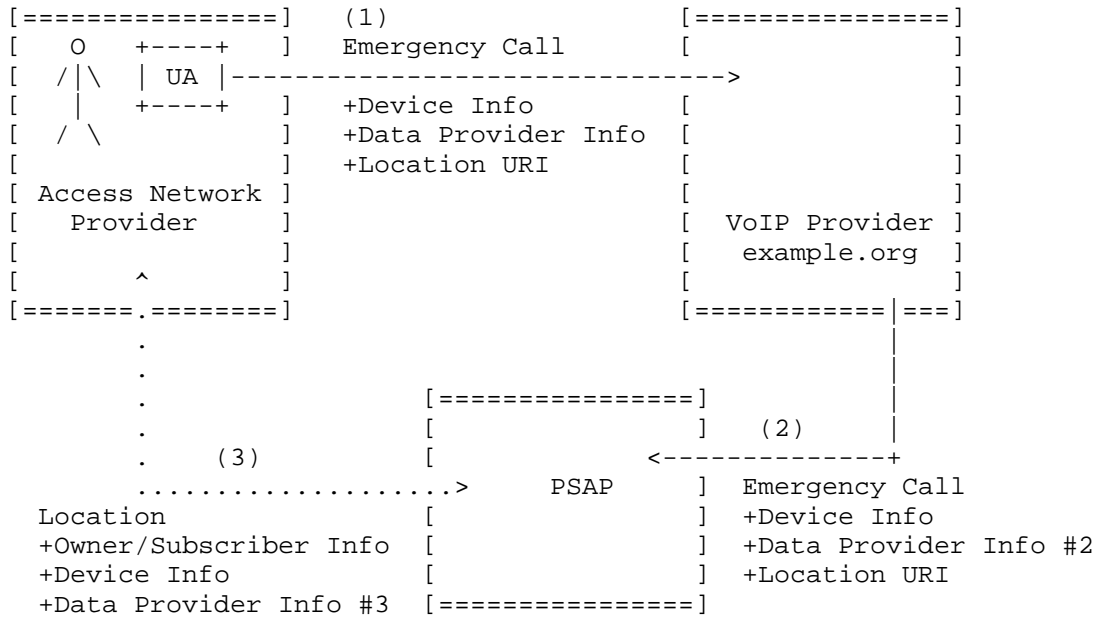 [================]   (1)                  [================]
[   O   +----+   ]   Emergency Call       [                ]
[  /|\  | UA |------------------------------->             ]
[   |   +----+   ]   +Device Info         [                ]
[  / \           ]   +Data Provider Info  [                ]
[                ]   +Location URI        [                ]
[ Access Network ]                        [                ]
[   Provider     ]                        [  VoIP Provider ]
[                ]                        [   example.org  ]
[       ^        ]                        [                ]
[=======.========]                        [============|===]
        .                                              |
        .                                              |
        .                 [================]           |
        .                 [                ]   (2)     |
        .    (3)          [             <--------------+
        ....................>     PSAP     ]  Emergency Call
  Location                [                ]  +Device Info
  +Owner/Subscriber Info  [                ]  +Data Provider Info #2
  +Device Info            [                ]  +Location URI
  +Data Provider Info #3  [================]